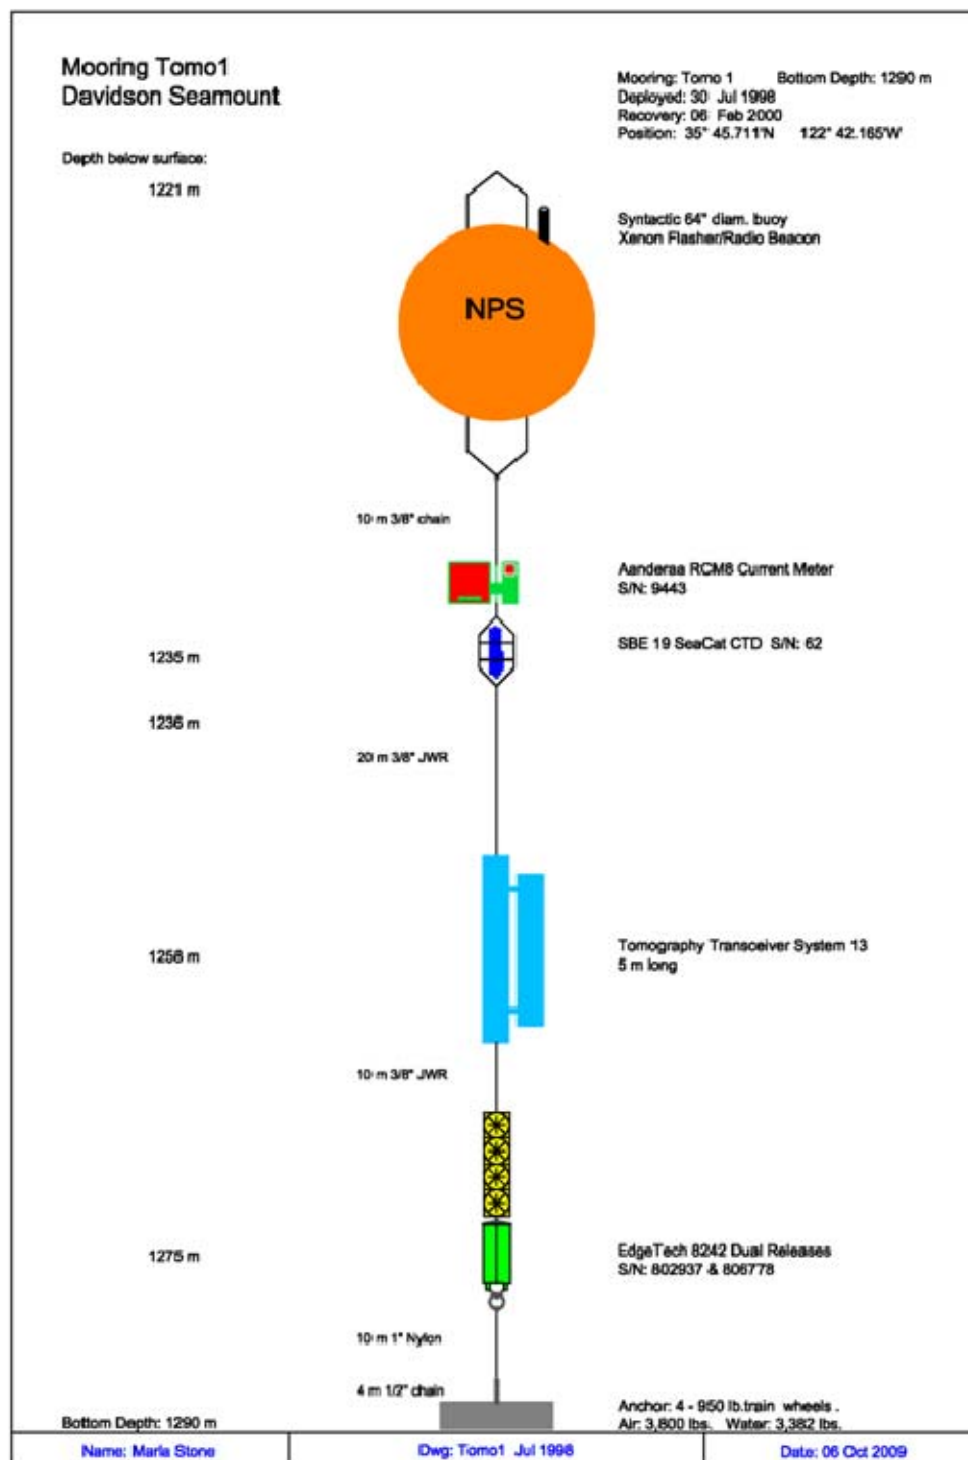 Mooring Tomo1
Davidson Seamount
Mooring: Tomo 1 Bottom Depth: 1290 m
Deployed: 30 Jul 1998
Recovery: 06 Feb 2000
Position: 35° 45.711'N 122° 42.165'W
Depth below surface:
1221 m
Syntactic 64" diam. buoy
Xenon Flasher/Radio Beacon
NPS
10 m 3/8" chain
Aanderaa RCM8 Current Meter
S/N: 9443
SBE 19 SeaCat CTD S/N: 62
1235 m
1236 m
20 m 3/8" JWR
Tomography Transceiver System 13
1258 m
5 m long
10 m 3/8" JWR
EdgeTech 8242 Dual Releases
1275 m
S/N: 802937 & 806778
10 m 1" Nylon
4 m 1/2" chain
Anchor: 4 - 950 lb.train wheels .
Bottom Depth: 1290 m
Air: 3,800 lbs. Water: 3,382 lbs.
Name: Marla Stone
Dwg: Tomo1 Jul 1998
Date: 06 Oct 2009